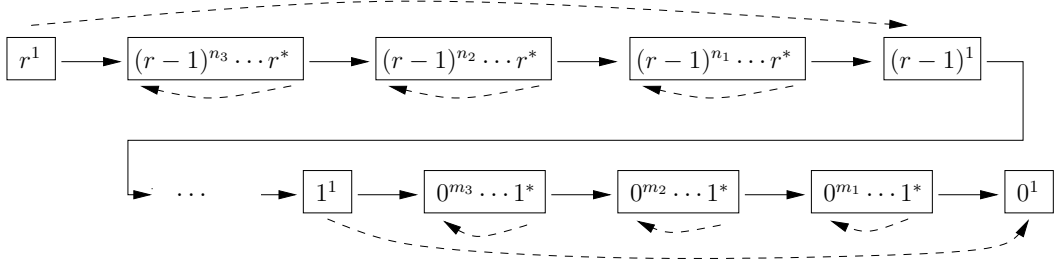 r^1 (r − 1)^{n_3} ⋯ r^* (r − 1)^{n_2} ⋯ r^* (r − 1)^{n_1} ⋯ r^* (r − 1)^1
⋯ 1^1 0^{m_3} ⋯ 1^* 0^{m_2} ⋯ 1^* 0^{m_1} ⋯ 1^* 0^1